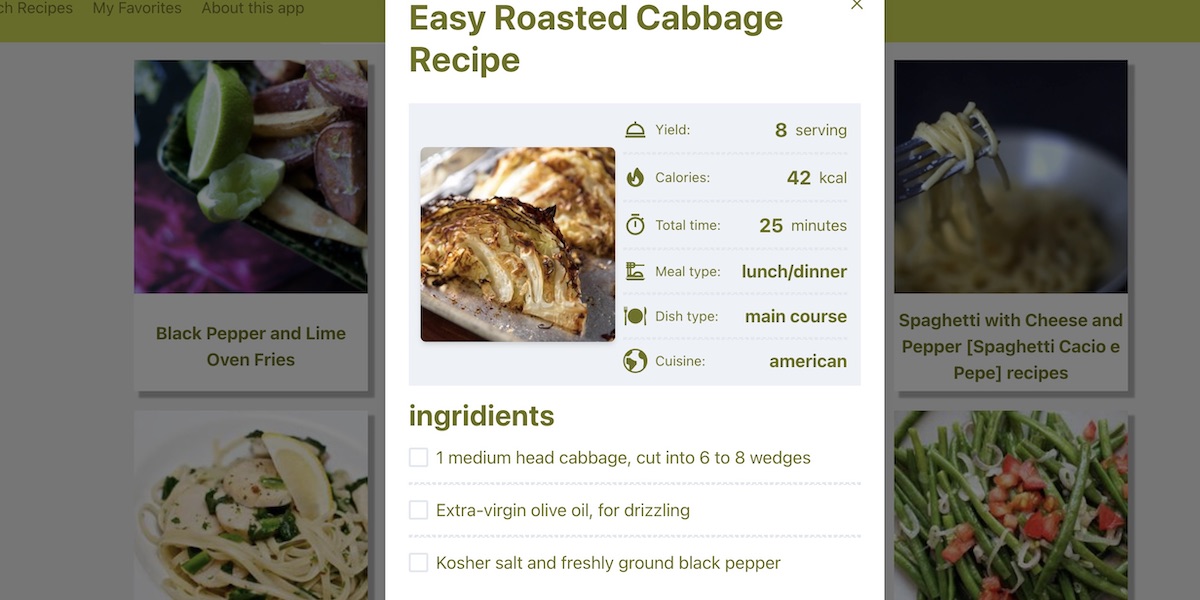 ch Recipes My Favorites About this app
Easy Roasted Cabbage
Recipe
Yield: 8 serving
Calories: 42 kcal
Total time: 25 minutes
Meal type: lunch/dinner
Dish type: main course
Cuisine: american
ingridients
1 medium head cabbage, cut into 6 to 8 wedges
Extra-virgin olive oil, for drizzling
Kosher salt and freshly ground black pepper
Black Pepper and Lime
Oven Fries
Spaghetti with Cheese and
Pepper [Spaghetti Cacio e
Pepe] recipes